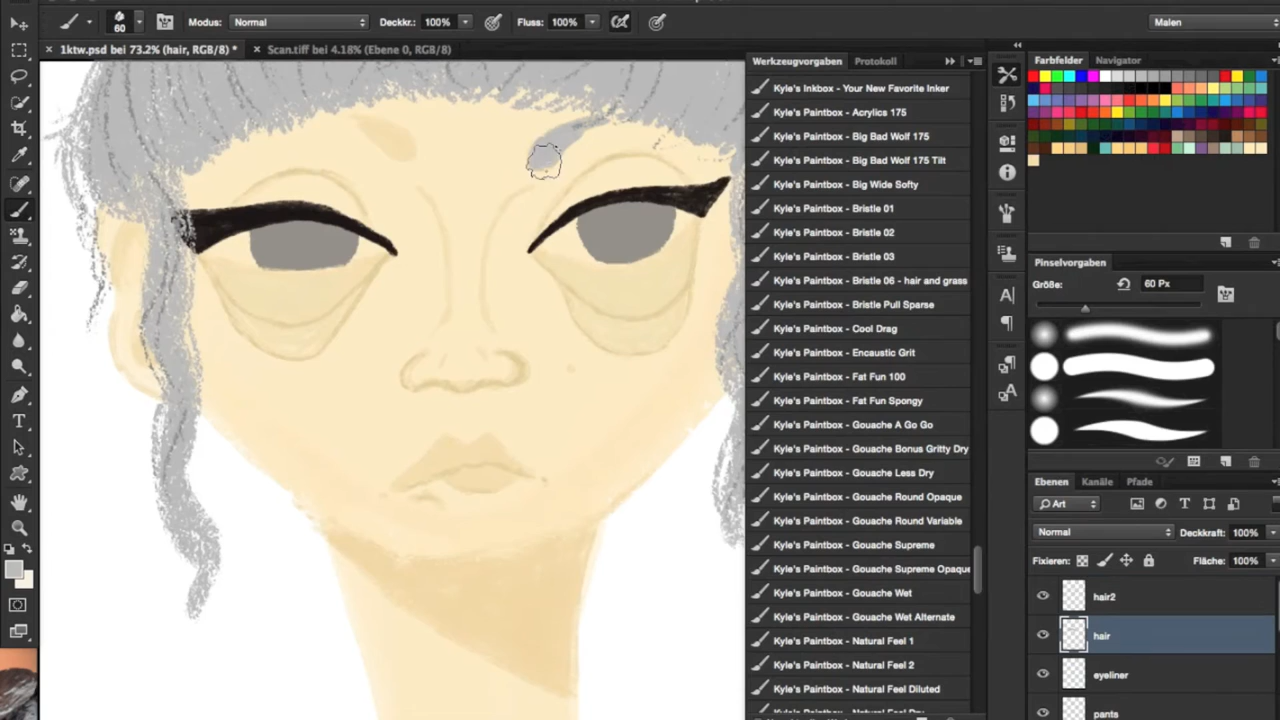 60
Modus:
Normal
Deckkr.:
100%
Fluss:
100%
Malen
× 1ktw.psd bei 73.2% (hair, RGB/8) *
× Scan.tiff bei 4.18% (Ebene 0, RGB/8)
Werkzeugvorgaben
Protokoll
Kyle's Inkbox - Your New Favorite Inker
Kyle's Paintbox - Acrylics 175
Kyle's Paintbox - Big Bad Wolf 175
Kyle's Paintbox - Big Bad Wolf 175 Tilt
Kyle's Paintbox - Big Wide Softy
Kyle's Paintbox - Bristle 01
Kyle's Paintbox - Bristle 02
Kyle's Paintbox - Bristle 03
Kyle's Paintbox - Bristle 06 - hair and grass
Kyle's Paintbox - Bristle Pull Sparse
Kyle's Paintbox - Cool Drag
Kyle's Paintbox - Encaustic Grit
Kyle's Paintbox - Fat Fun 100
Kyle's Paintbox - Fat Fun Spongy
Kyle's Paintbox - Gouache A Go Go
Kyle's Paintbox - Gouache Bonus Gritty Dry
Kyle's Paintbox - Gouache Less Dry
Kyle's Paintbox - Gouache Round Opaque
Kyle's Paintbox - Gouache Round Variable
Kyle's Paintbox - Gouache Supreme
Kyle's Paintbox - Gouache Supreme Opaque
Kyle's Paintbox - Gouache Wet
Kyle's Paintbox - Gouache Wet Alternate
Kyle's Paintbox - Natural Feel 1
Kyle's Paintbox - Natural Feel 2
Kyle's Paintbox - Natural Feel Diluted
Farbfelder
Navigator
Pinselvorgaben
Größe:
60 Px
Ebenen
Kanäle
Pfade
Art
Normal
Deckkraft:
100%
Fixieren:
Fläche:
100%
hair2
hair
eyeliner
pants